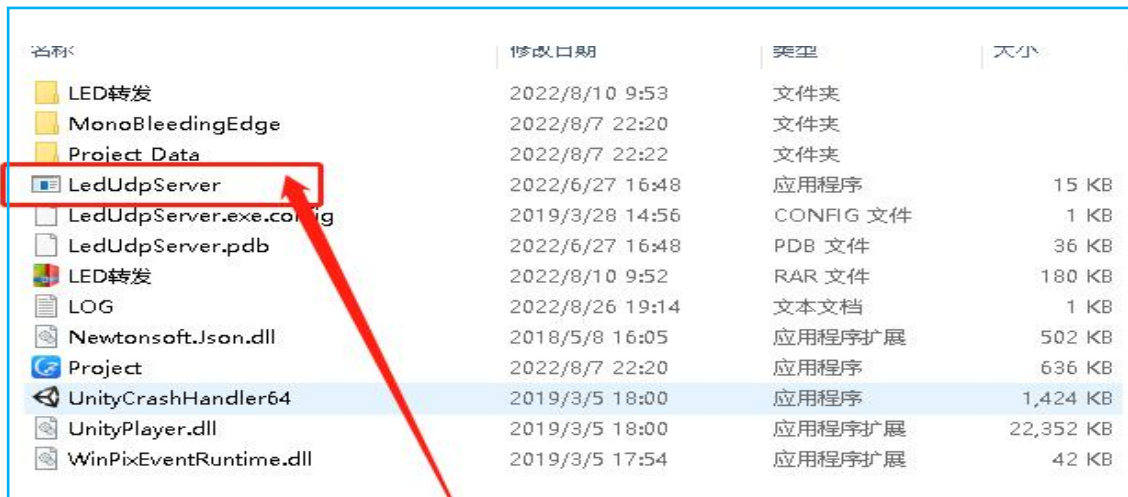 名称 修改日期 类型 大小
LED转发 2022/8/10 9:53 文件夹
MonoBleedingEdge 2022/8/7 22:20 文件夹
Project_Data 2022/8/7 22:22 文件夹
LedUdpServer 2022/6/27 16:48 应用程序 15 KB
LedUdpServer.exe.config 2019/3/28 14:56 CONFIG 文件 1 KB
LedUdpServer.pdb 2022/6/27 16:48 PDB 文件 36 KB
LED转发 2022/8/10 9:52 RAR 文件 180 KB
LOG 2022/8/26 19:14 文本文档 1 KB
Newtonsoft.Json.dll 2018/5/8 16:05 应用程序扩展 502 KB
Project 2022/8/7 22:20 应用程序 636 KB
UnityCrashHandler64 2019/3/5 18:00 应用程序 1,424 KB
UnityPlayer.dll 2019/3/5 18:00 应用程序扩展 22,352 KB
WinPixEventRuntime.dll 2019/3/5 17:54 应用程序扩展 42 KB